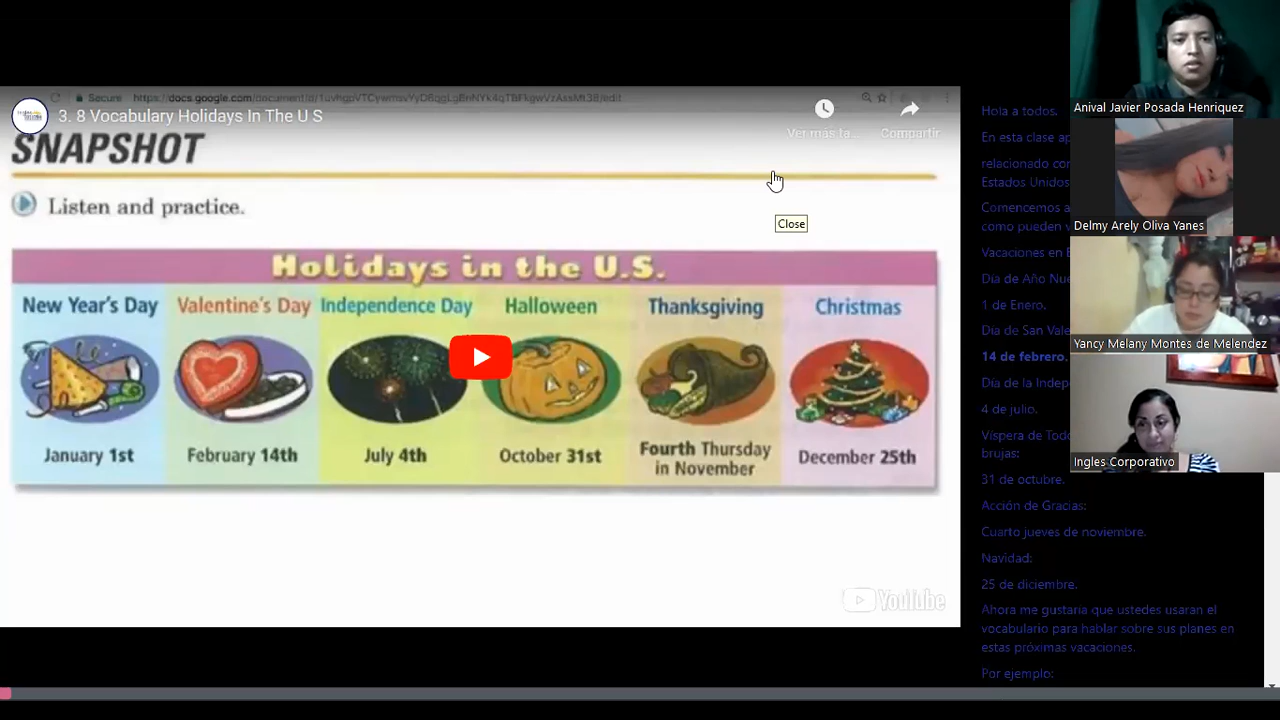 Secure
3. 8 Vocabulary Holidays In The U S
Ver más ta...
Compartir
SNAPSHOT
Listen and practice.
Close
Holidays in the U.S.
New Year's Day Valentine's Day Independence Day Halloween Thanksgiving Christmas
January 1st February 14th July 4th October 31st Fourth Thursday in November December 25th
YouTube
Hola a todos.
En esta clase
relacionado
Estados Unidos
Comencemos
como pueden
Vacaciones en
Día de Año
1 de Enero.
Día de San
14 de febrero.
Día de la
4 de julio.
Víspera de
brujas:
31 de octubre.
Acción de Gracias:
Cuarto jueves de noviembre.
Navidad:
25 de diciembre.
Ahora me gustaría que ustedes usaran el
vocabulario para hablar sobre sus planes en
estas próximas vacaciones.
Por ejemplo:
Anival Javier Posada Henriquez
Delmy Arely Oliva Yanes
Yancy Melany Montes de Melendez
Ingles Corporativo